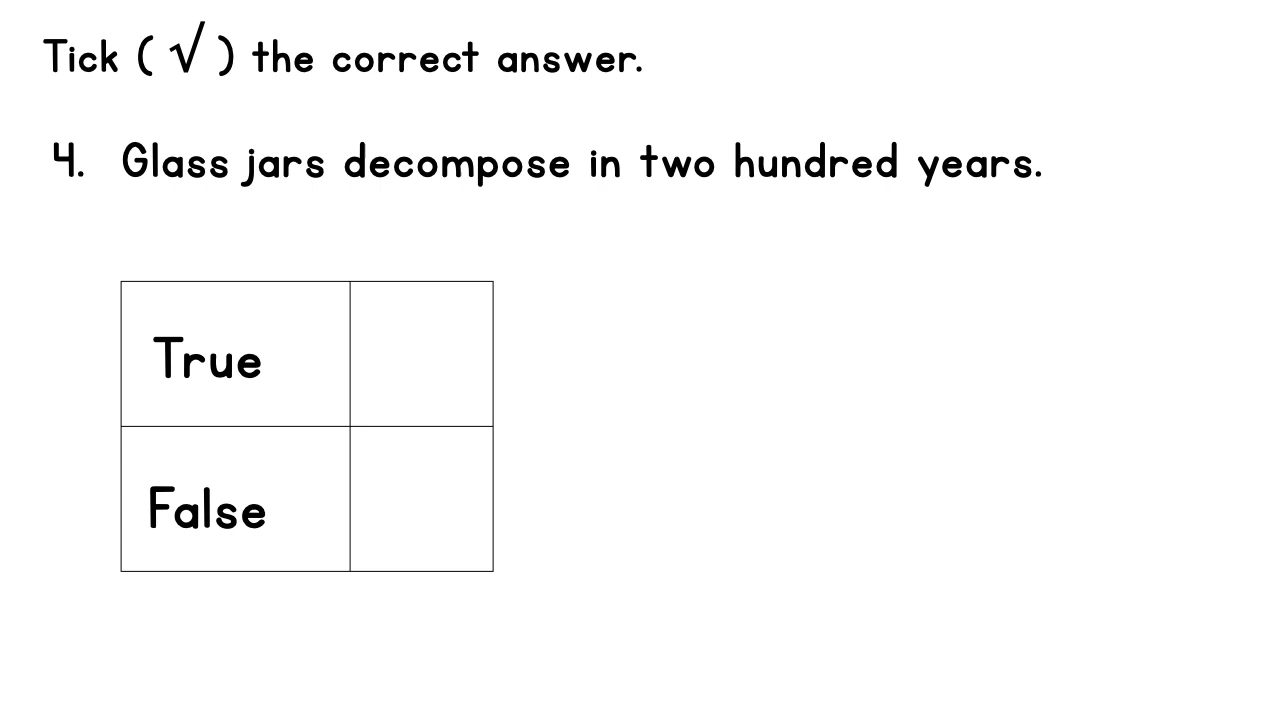 Tick ( √ ) the correct answer.
4. Glass jars decompose in two hundred years.
True
False